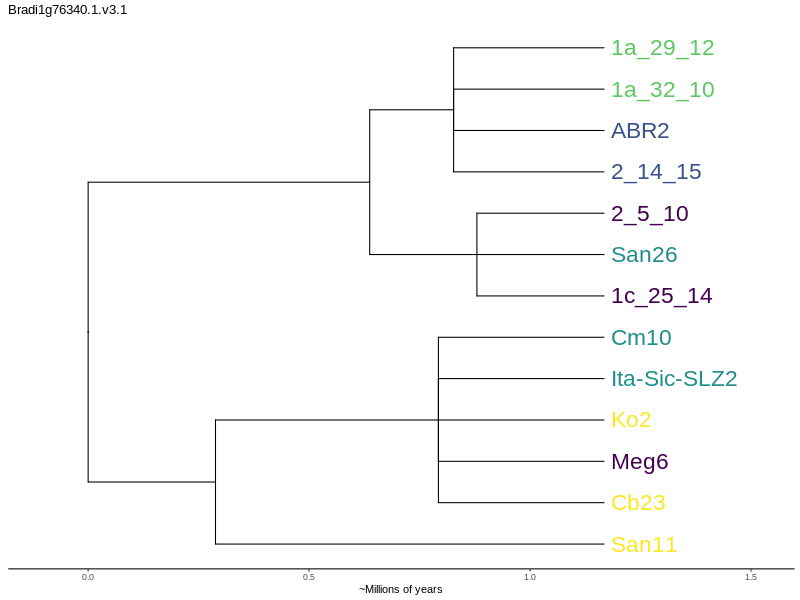 Bradi1g76340.1.v3.1
1a_29_12
1a_32_10
ABR2
2_14_15
2_5_10
San26
1c_25_14
Cm10
Ita-Sic-SLZ2
Ko2
Meg6
Cb23
San11
0.0 0.5 1.0 1.5
~Millions of years